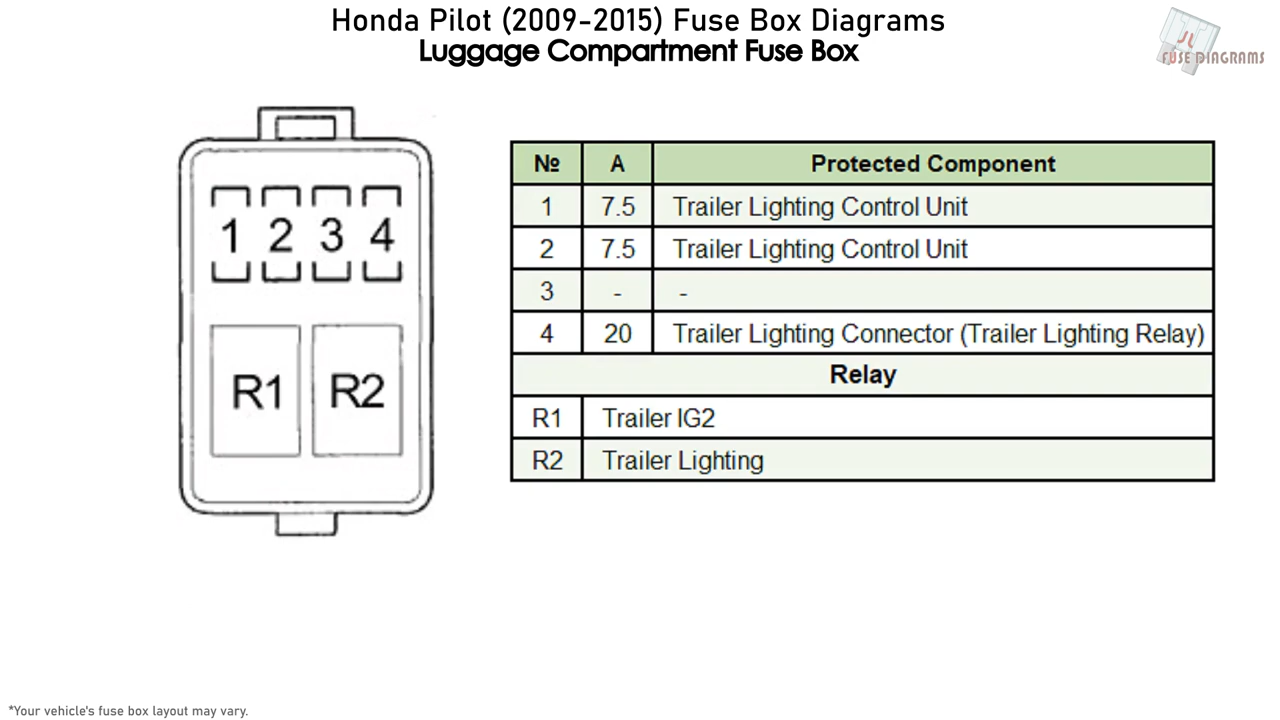 Honda Pilot (2009-2015) Fuse Box Diagrams
Luggage Compartment Fuse Box
JL
FUSE DIAGRAMS
1 2 3 4
R1 R2
№ A Protected Component
1 7.5 Trailer Lighting Control Unit
2 7.5 Trailer Lighting Control Unit
3 - -
4 20 Trailer Lighting Connector (Trailer Lighting Relay)
Relay
R1 Trailer IG2
R2 Trailer Lighting
*Your vehicle's fuse box layout may vary.